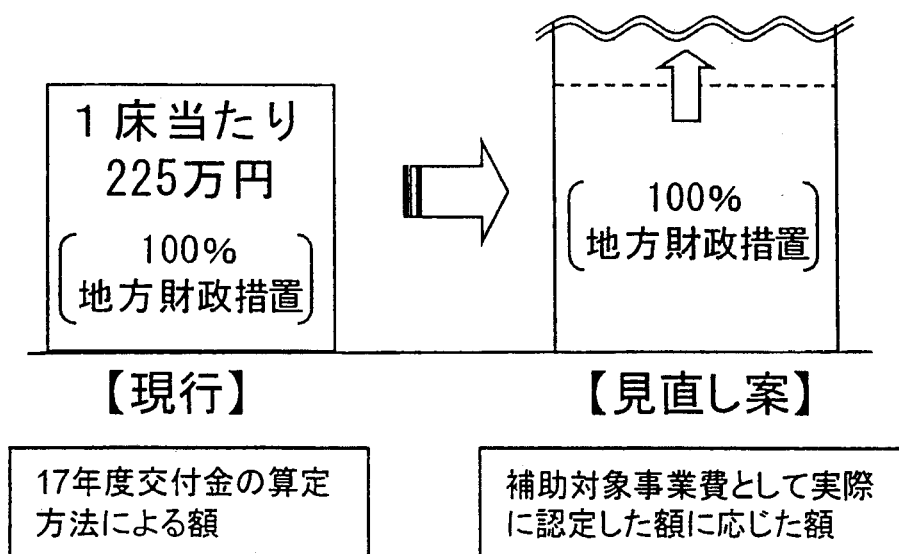 1床当たり
225万円
100%
地方財政措置
100%
地方財政措置
【現行】
【見直し案】
17年度交付金の算定
方法による額
補助対象事業費として実際
に認定した額に応じた額